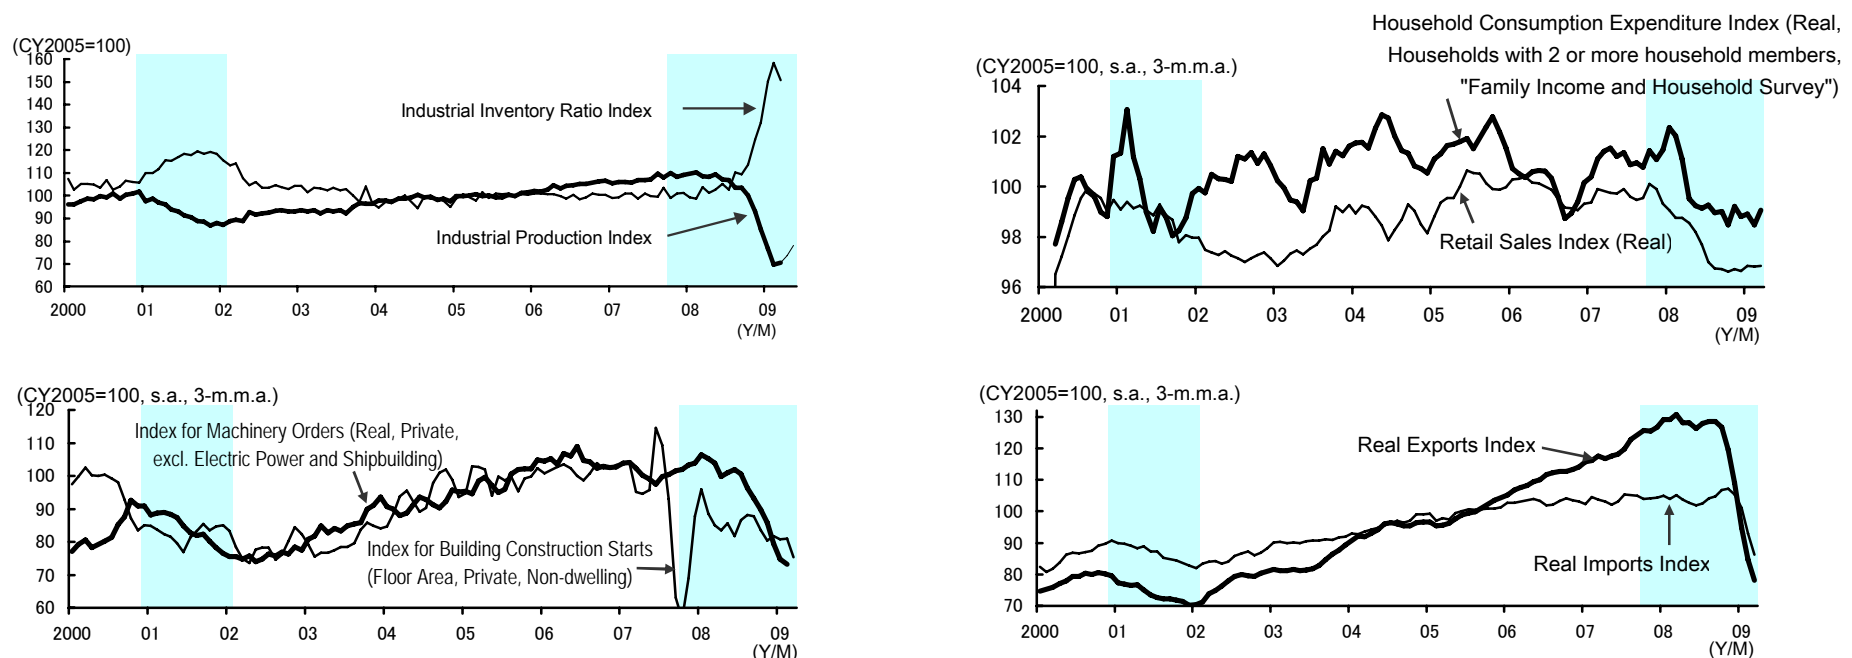 (CY2005=100)
160
150
140
130
120
110
100
90
80
70
60
Industrial Inventory Ratio Index
Industrial Production Index
2000 01 02 03 04 05 06 07 08 09
(Y/M)
Household Consumption Expenditure Index (Real,
Households with 2 or more household members,
"Family Income and Household Survey")
(CY2005=100, s.a., 3-m.m.a.)
104
102
100
98
96
Retail Sales Index (Real)
2000 01 02 03 04 05 06 07 08 09
(Y/M)
(CY2005=100, s.a., 3-m.m.a.)
120
110
100
90
80
70
60
Index for Machinery Orders (Real, Private,
excl. Electric Power and Shipbuilding)
Index for Building Construction Starts
(Floor Area, Private, Non-dwelling)
2000 01 02 03 04 05 06 07 08 09
(Y/M)
(CY2005=100, s.a., 3-m.m.a.)
130
120
110
100
90
80
70
Real Exports Index
Real Imports Index
2000 01 02 03 04 05 06 07 08 09
(Y/M)